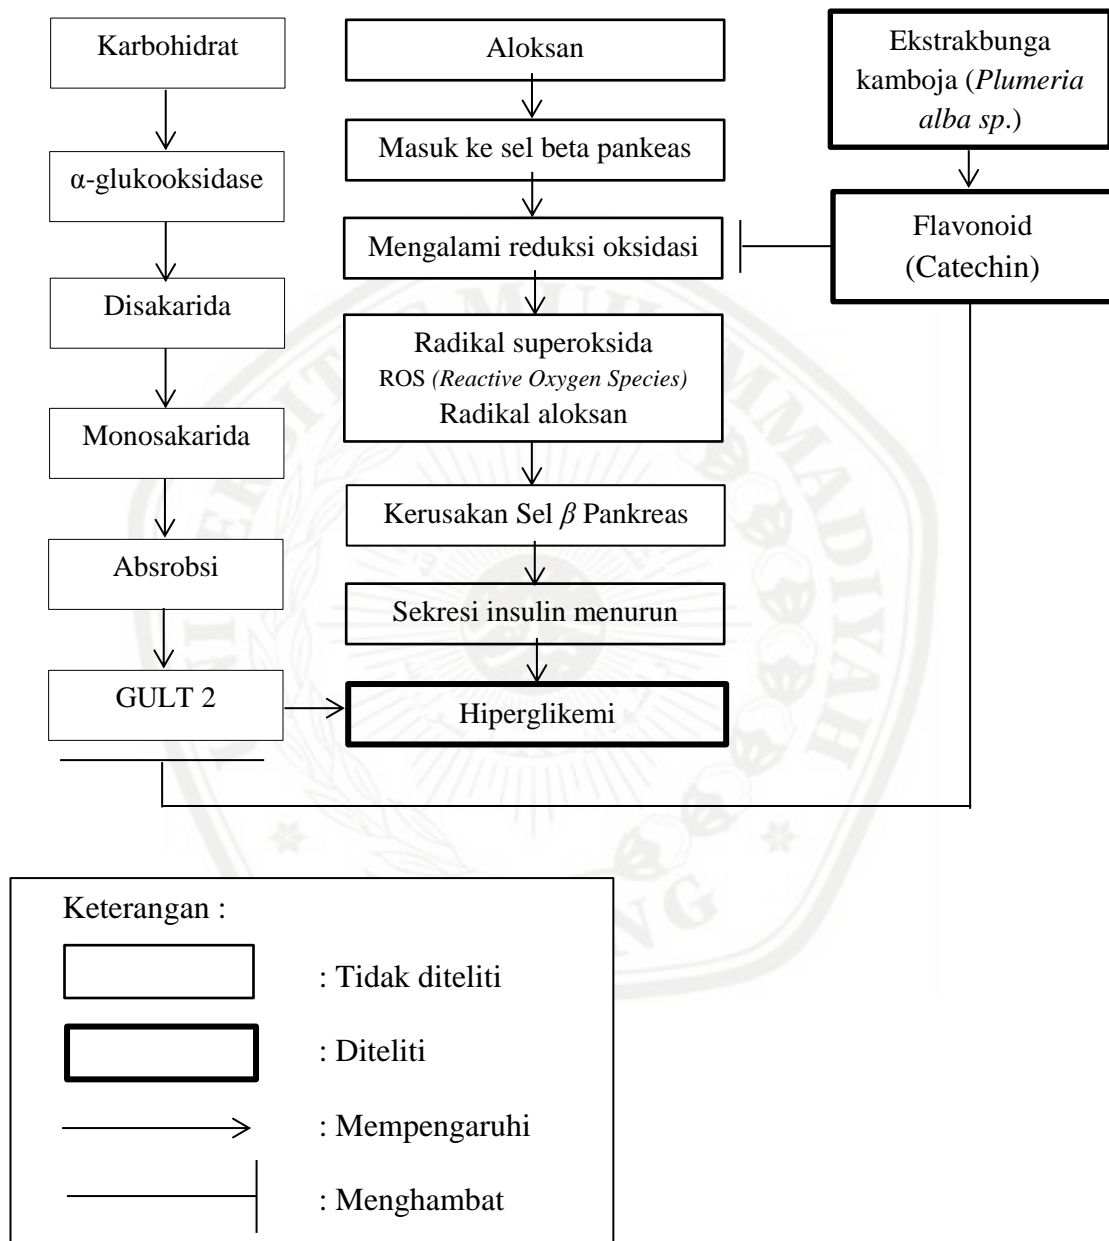 Karbohidrat
α-glukooksidase
Disakarida
Monosakarida
Absrobsi
GULT 2
Aloksan
Masuk ke sel beta pankeas
Mengalami reduksi oksidasi
Radikal superoksida
ROS (Reactive Oxygen Species)
Radikal aloksan
Kerusakan Sel β Pankreas
Sekresi insulin menurun
Hiperglikemi
Ekstrakbunga
kamboja (Plumeria
alba sp.)
Flavonoid
(Catechin)
Keterangan :
: Tidak diteliti
: Diteliti
: Mempengaruhi
: Menghambat